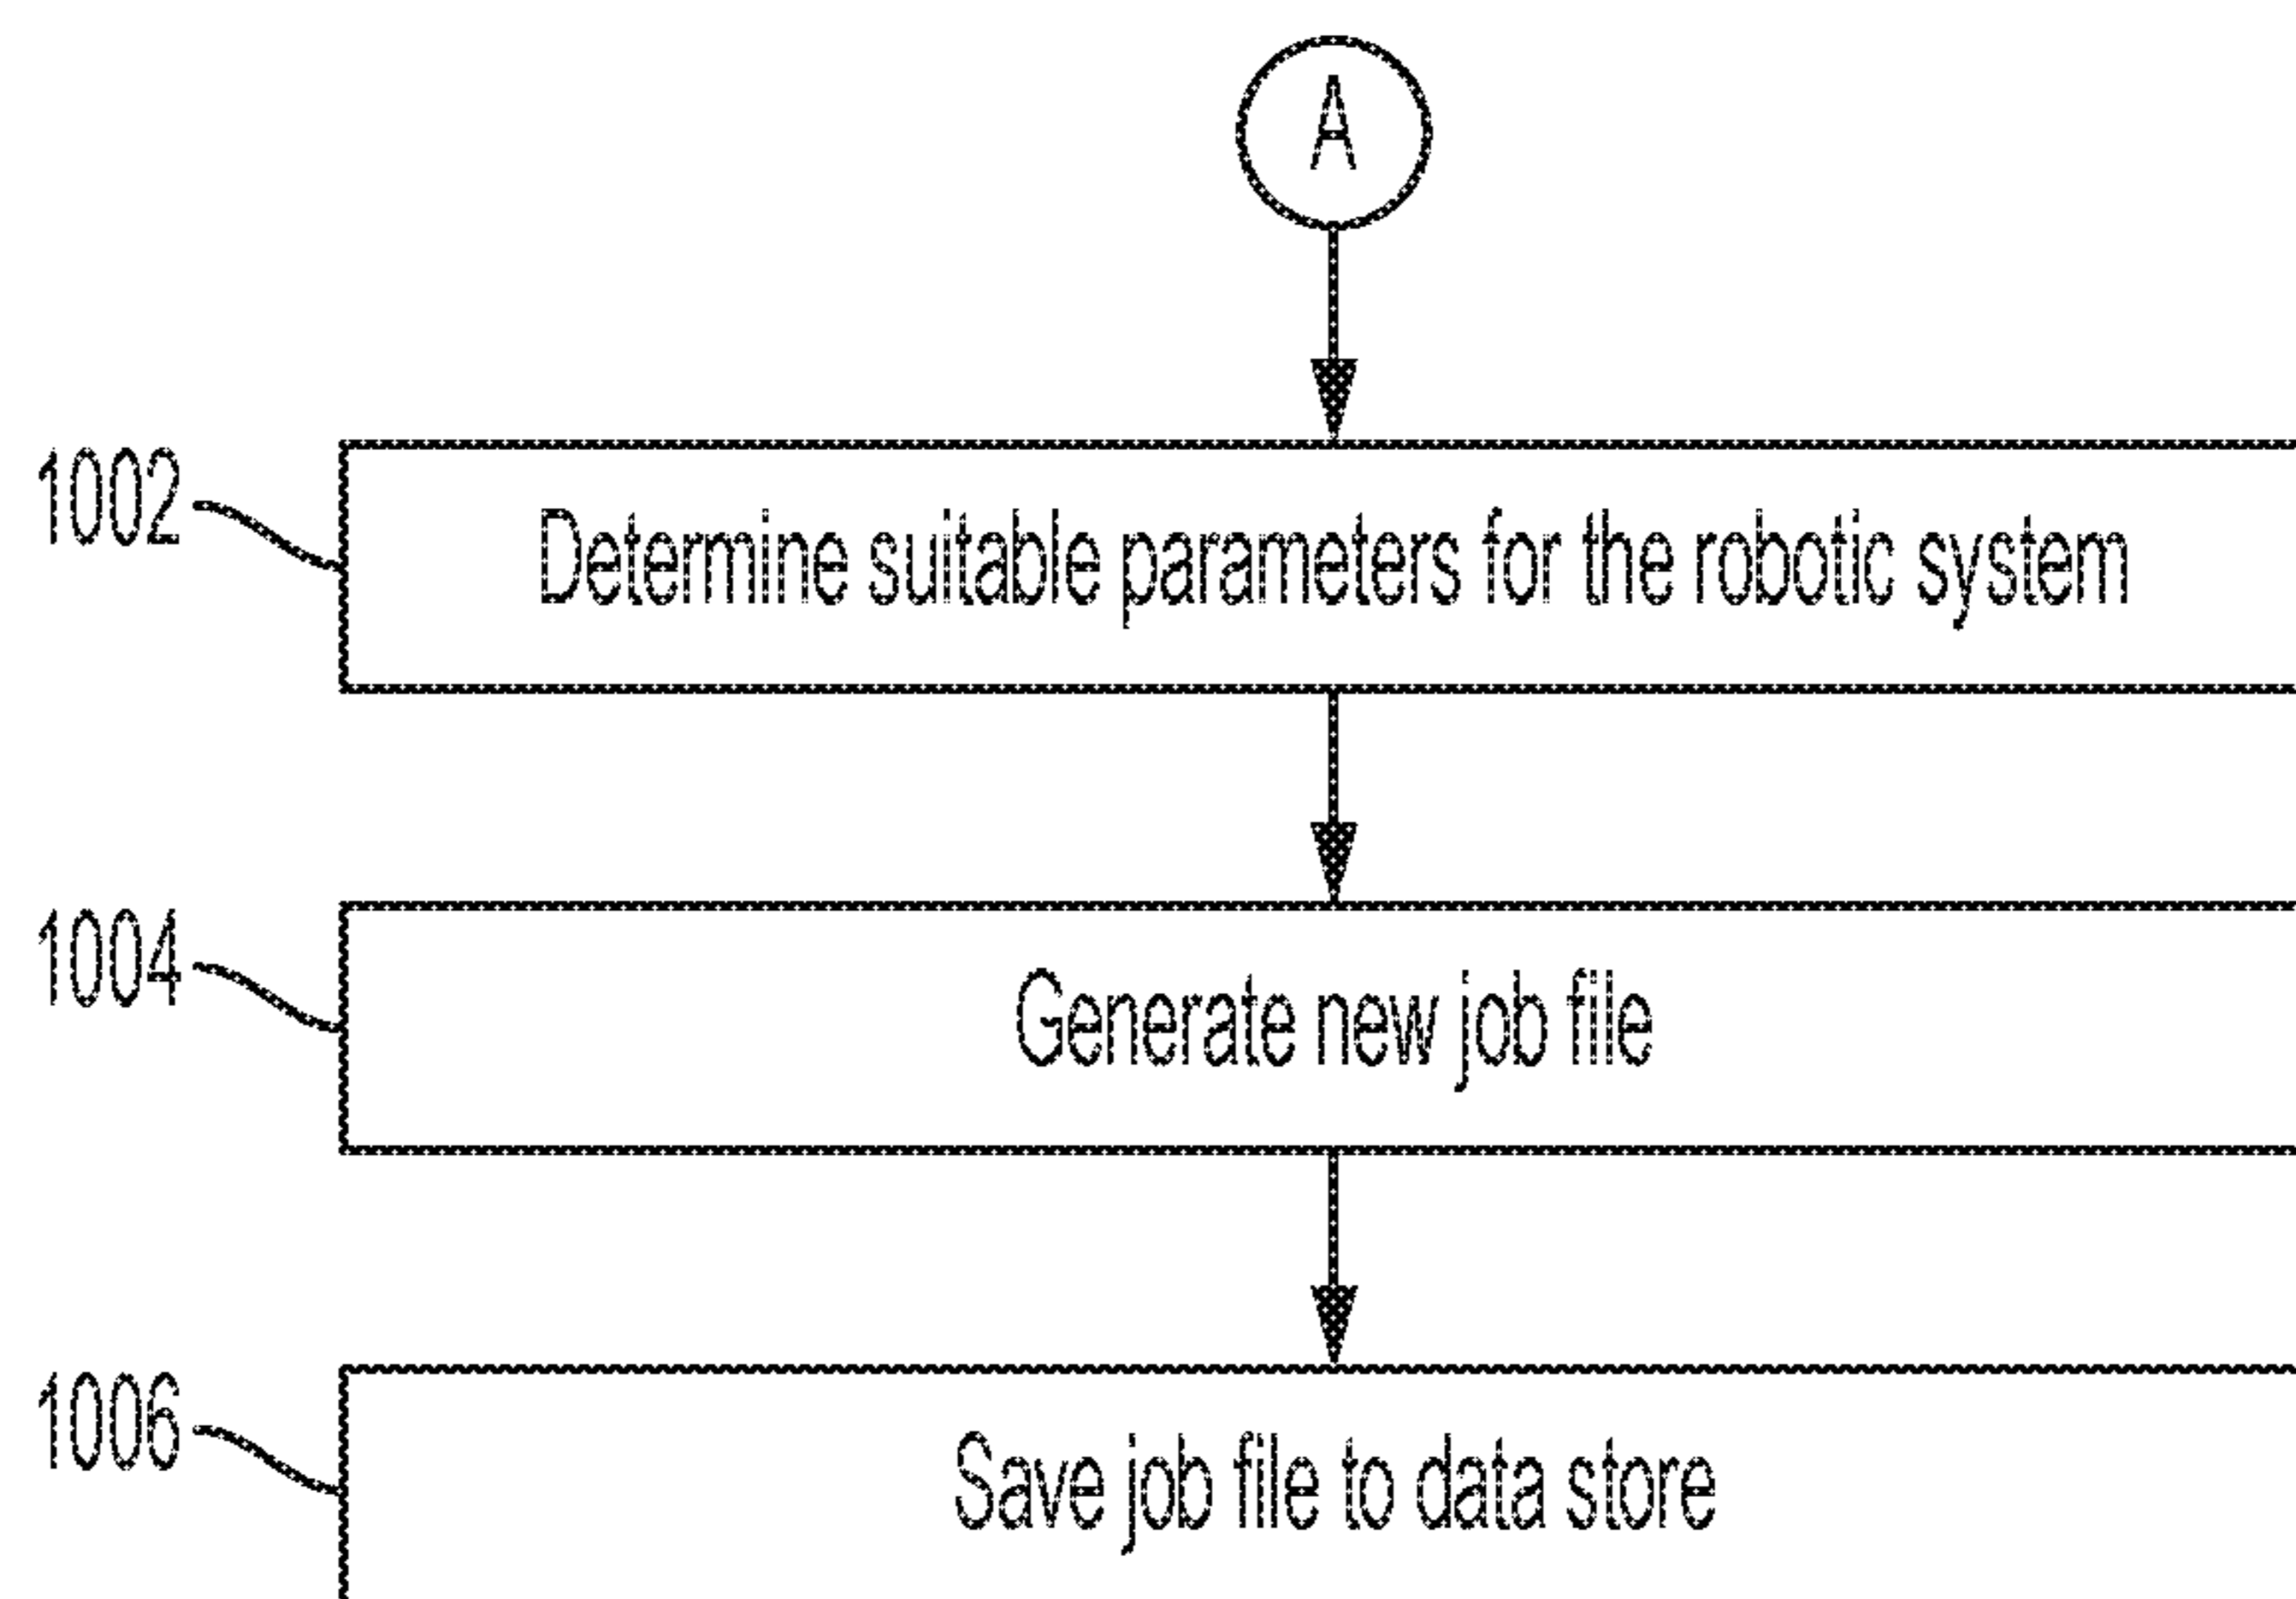 A
1002
Determine suitable parameters for the robotic system
1004
Generate new job file
1006
Save job file to data store